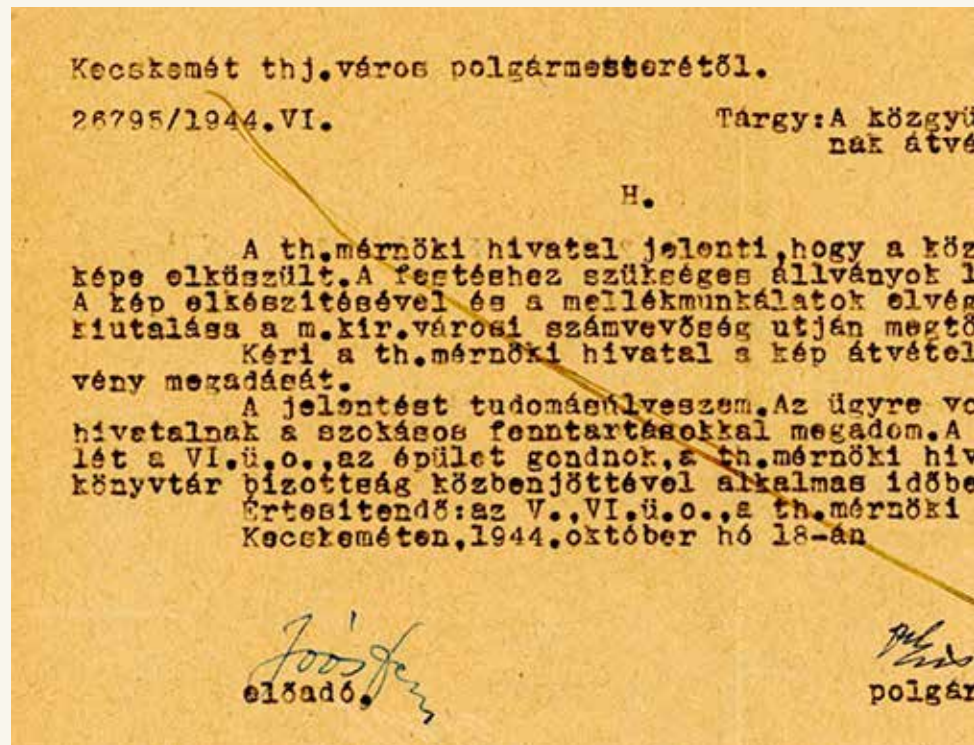 Kecskemét thj.város polgármesterétől.
26795/1944.VI. Tárgy:A közgyü
nak átvé
H.
A th.mérnöki hivatal jelenti,hogy a köz
képe elkészült.A festéshez szükséges állványok l
A kép elkészitésével és a mellékmunkálatok elvés
kiutalása a m.kir.városi számvevőség utján megtö
Kéri a th.mérnöki hivatal a kép átvétel
vény megadását.
A jelentést tudomásulveszem.Az ügyre vo
hivatalnak a szokásos fenntartásokkal megadom.A
lét a VI.ü.o.,az épület gondnok,a th.mérnöki hiv
könyvtár bizottság közbenjöttével alkalmas időbe
Értesitendő:az V.,VI.ü.o.,a th.mérnöki
Kecskeméten,1944.október hó 18-án
Joós
előadó.
polgár